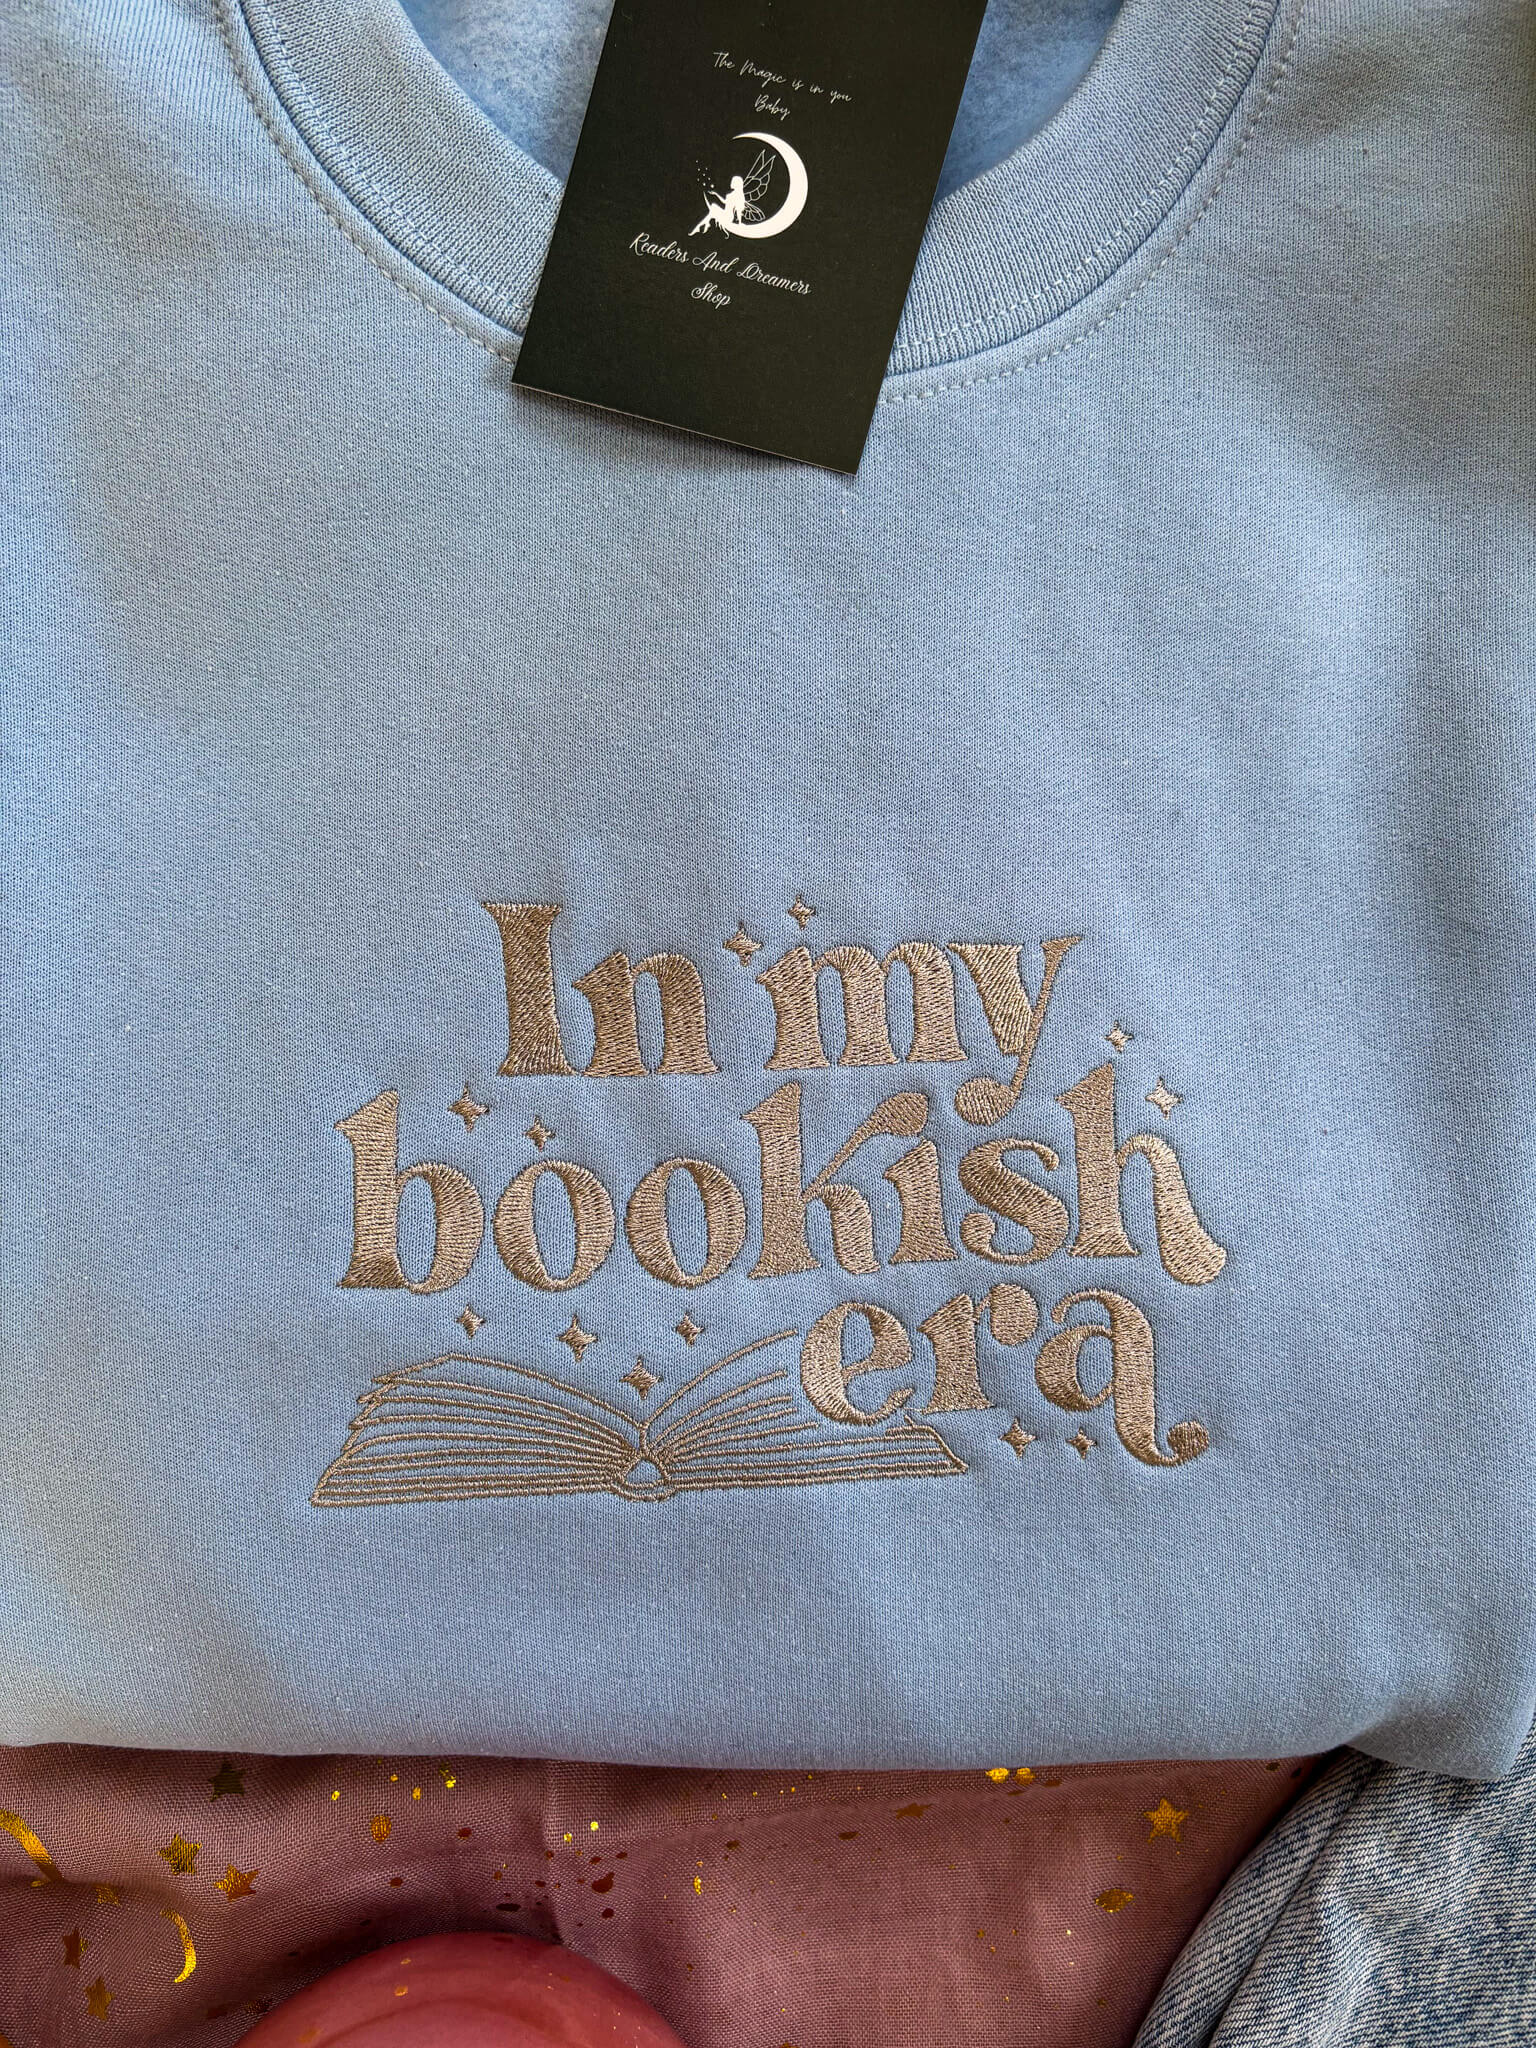 The Magic is in you
Baby
Readers And Dreamers
Shop
In my
bookish
era